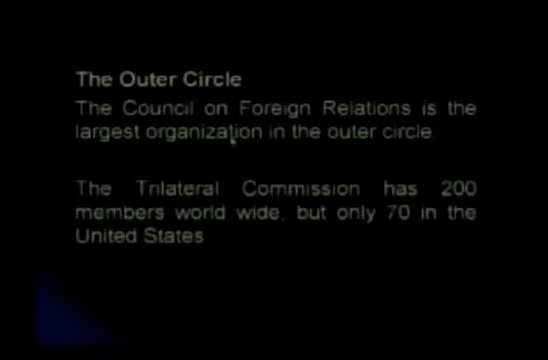 The Outer Circle
The Council on Foreign Relations is the
largest organization in the outer circle
The Trilateral Commission has 200
members world wide, but only 70 in the
United States